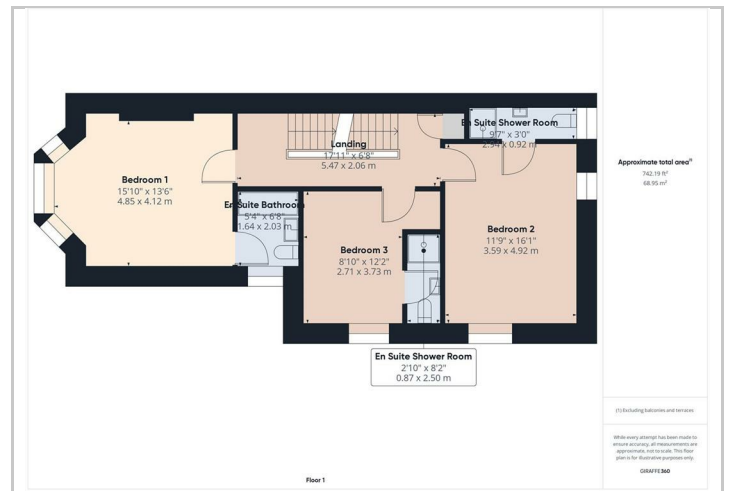 Bedroom 1
15'10" x 13'6"
4.85 x 4.12 m
Landing
17'11" x 6'8"
5.47 x 2.06 m
En Suite Shower Room
9'7" x 3'0"
2.94 x 0.92 m
En Suite Bathroom
5'4" x 6'8"
1.64 x 2.03 m
Bedroom 3
8'10" x 12'2"
2.71 x 3.73 m
Bedroom 2
11'9" x 16'1"
3.59 x 4.92 m
En Suite Shower Room
2'10" x 8'2"
0.87 x 2.50 m
Floor 1
Approximate total area⁽¹⁾
742.19 ft²
68.95 m²
(1) Excluding balconies and terraces
While every attempt has been made to
ensure accuracy, all measurements are
approximate, not to scale. This floor
plan is for illustrative purposes only.
GIRAFFE360